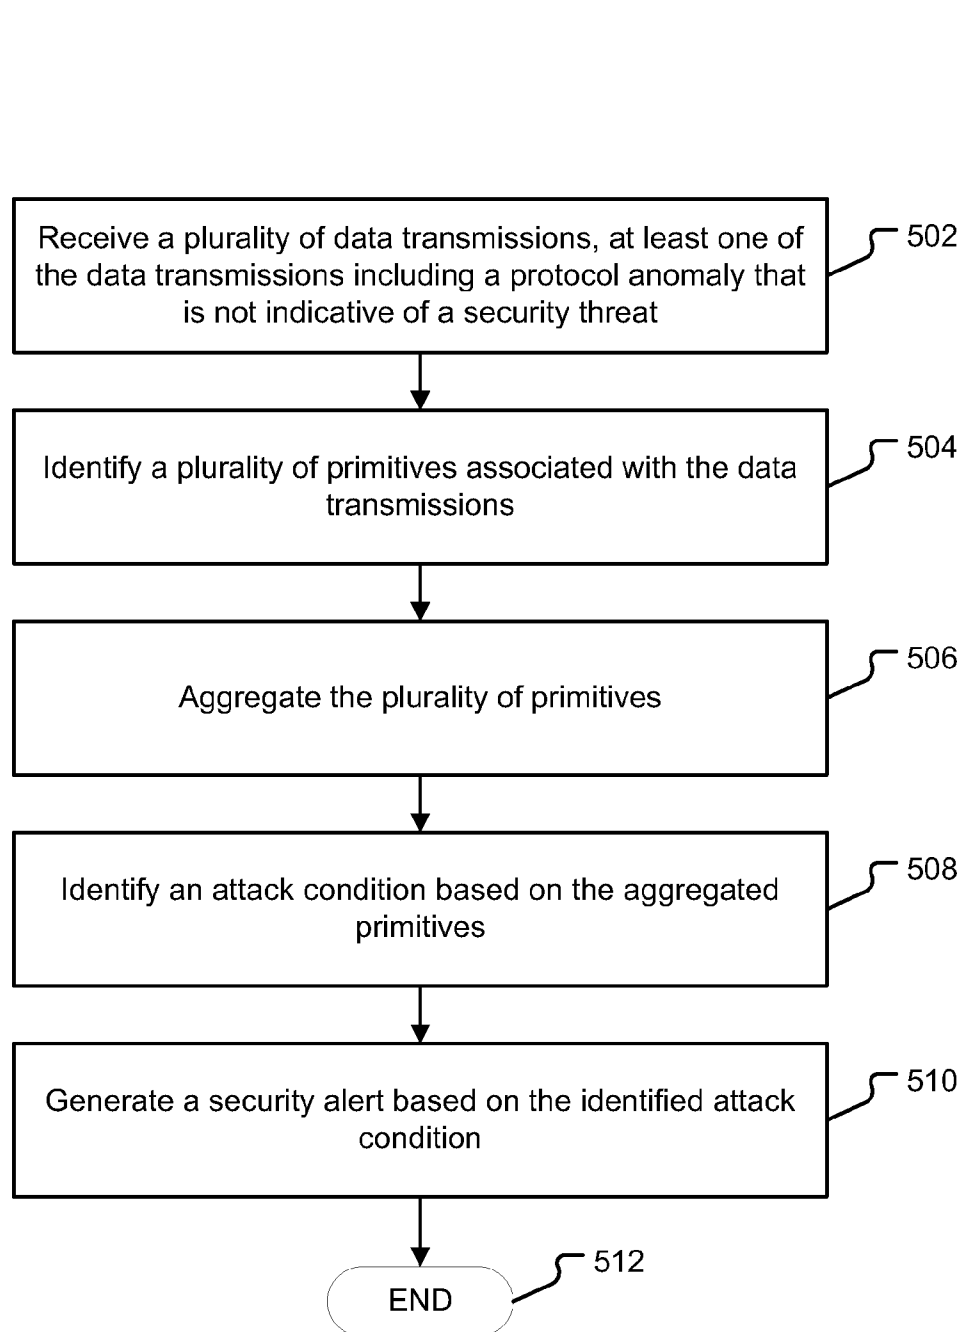 Receive a plurality of data transmissions, at least one of
the data transmissions including a protocol anomaly that
is not indicative of a security threat
502
Identify a plurality of primitives associated with the data
transmissions
504
Aggregate the plurality of primitives
506
Identify an attack condition based on the aggregated
primitives
508
Generate a security alert based on the identified attack
condition
510
END
512